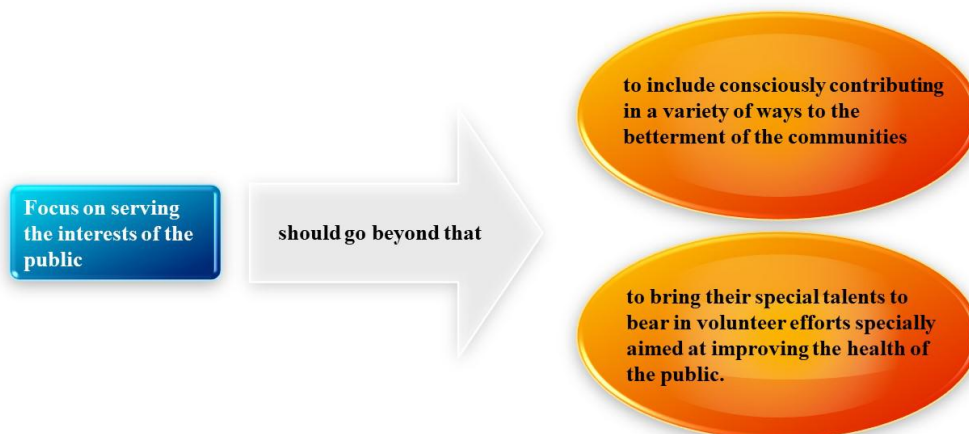 Focus on serving
the interests of the
public
should go beyond that
to include consciously contributing
in a variety of ways to the
betterment of the communities
to bring their special talents to
bear in volunteer efforts specially
aimed at improving the health of
the public.